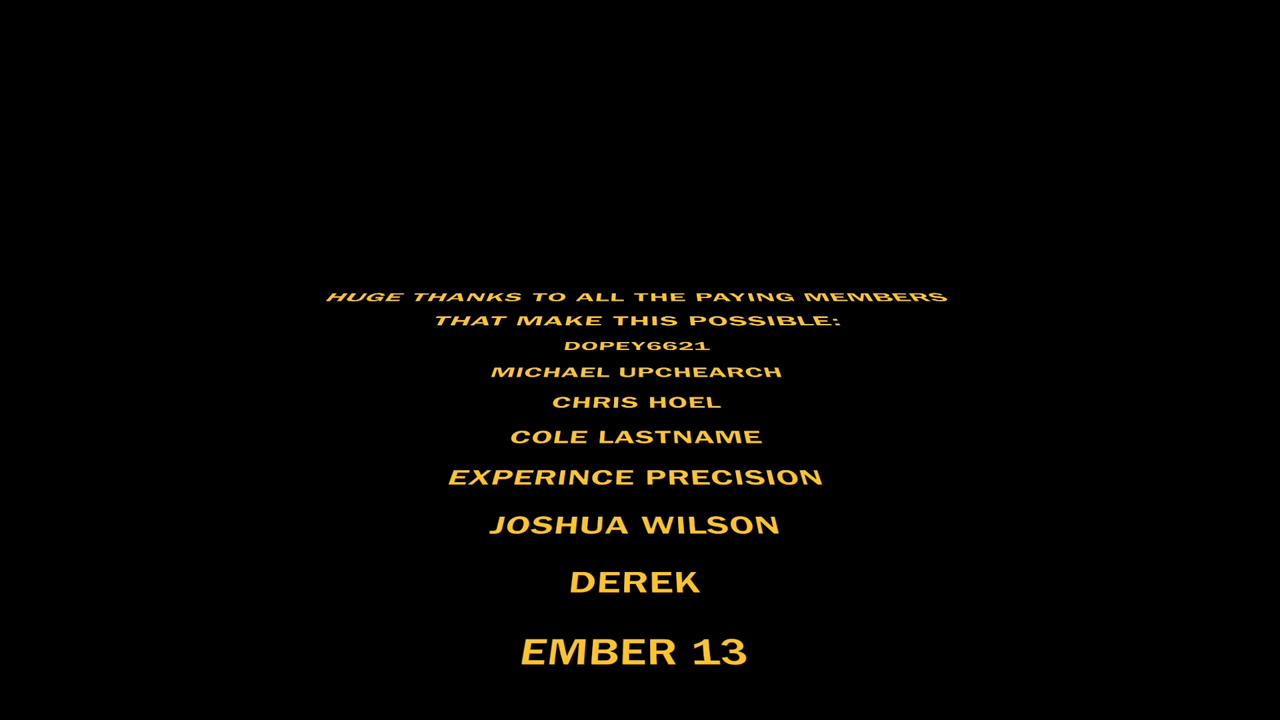 HUGE THANKS TO ALL THE PAYING MEMBERS
THAT MAKE THIS POSSIBLE:
DOPEY6621
MICHAEL UPCHEARCH
CHRIS HOEL
COLE LASTNAME
EXPERINCE PRECISION
JOSHUA WILSON
DEREK
EMBER 13